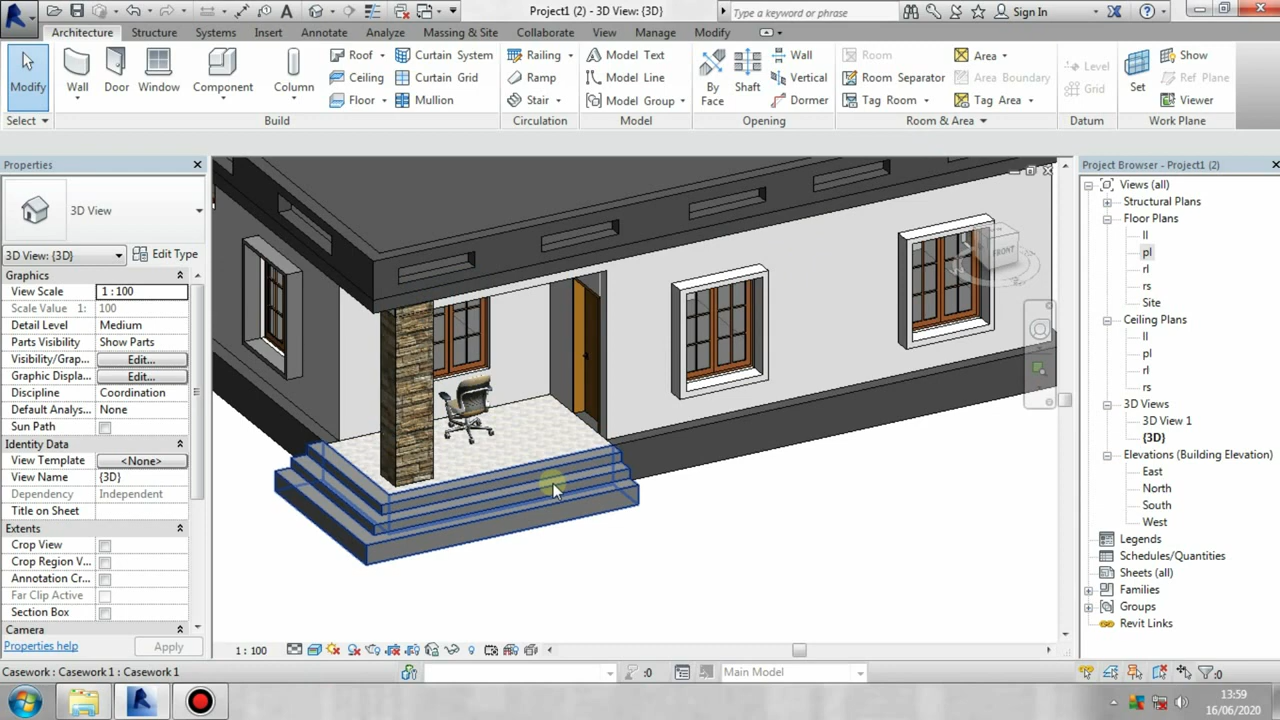 Project1 (2) - 3D View: {3D}
Type a keyword or phrase
Sign In
Architecture Structure Systems Insert Annotate Analyze Massing & Site Collaborate View Manage Modify
Modify
Wall
Door
Window
Component
Column
Roof
Ceiling
Floor
Curtain System
Curtain Grid
Mullion
Railing
Ramp
Stair
Model Text
Model Line
Model Group
By
Face
Shaft
Wall
Vertical
Dormer
Room
Room Separator
Tag Room
Area
Area Boundary
Tag Area
Level
Grid
Set
Show
Ref Plane
Viewer
Select Build Circulation Model Opening Room & Area Datum Work Plane
Properties
3D View
3D View: {3D} Edit Type
Graphics
View Scale 1 : 100
Scale Value 1: 100
Detail Level Medium
Parts Visibility Show Parts
Visibility/Grap... Edit...
Graphic Displa... Edit...
Discipline Coordination
Default Analys... None
Sun Path
Identity Data
View Template <None>
View Name {3D}
Dependency Independent
Title on Sheet
Extents
Crop View
Crop Region V...
Annotation Cr...
Far Clip Active
Section Box
Camera
Properties help Apply
FRONT
Project Browser - Project1 (2)
Views (all)
Structural Plans
Floor Plans
ll
pl
rl
rs
Site
Ceiling Plans
ll
pl
rl
rs
3D Views
3D View 1
{3D}
Elevations (Building Elevation)
East
North
South
West
Legends
Schedules/Quantities
Sheets (all)
Families
Groups
Revit Links
1 : 100
Casework : Casework 1 : Casework 1
:0
Main Model
:0
13:59
16/06/2020